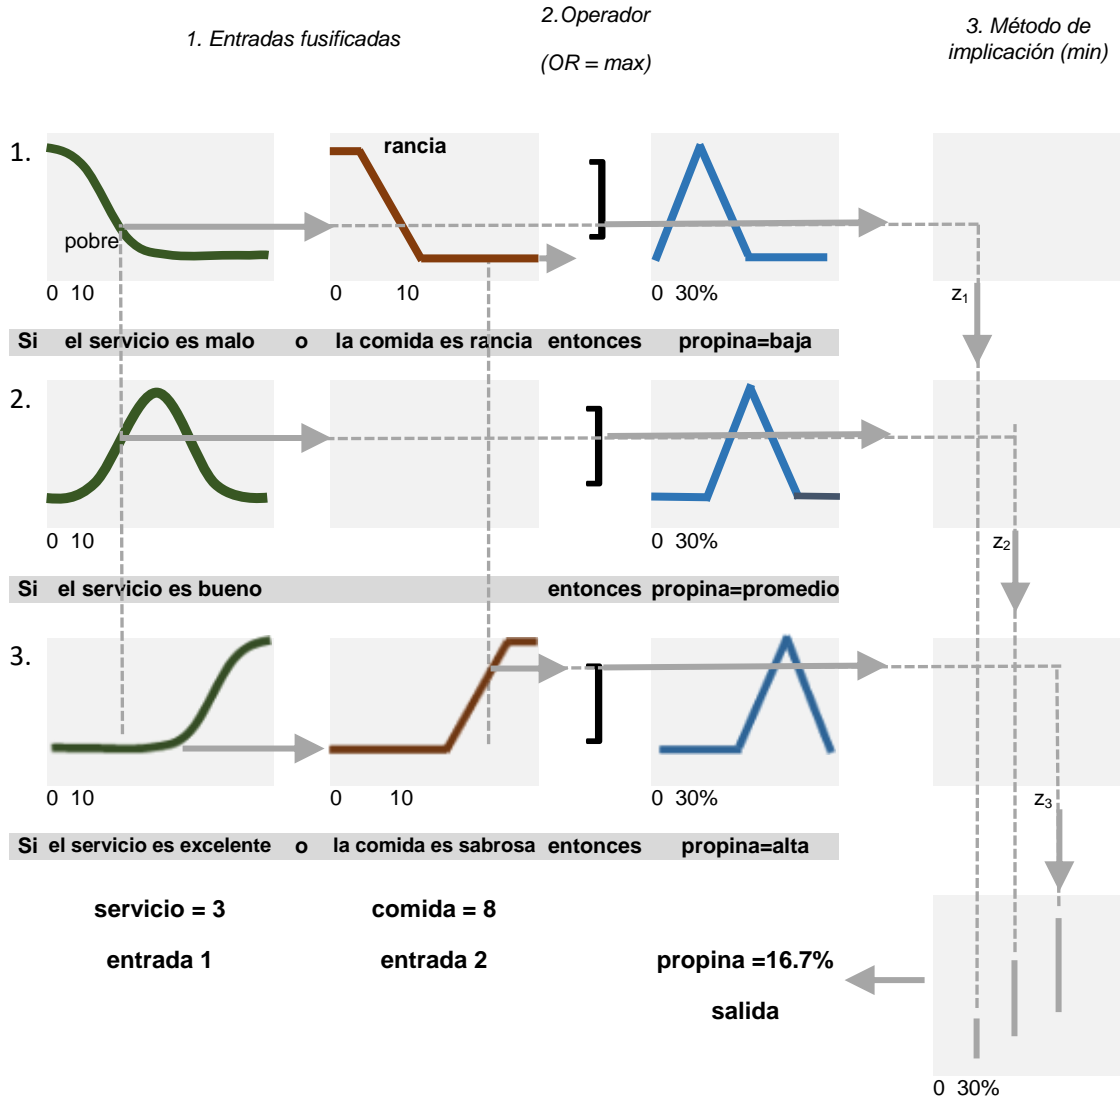 1. Entradas fusificadas
2.Operador
(OR = max)
3. Método de
implicación (min)
1.
pobre
rancia
0 10
0 10
0 30%
z1
Si el servicio es malo o la comida es rancia entonces propina=baja
2.
0 10
0 30%
z2
Si el servicio es bueno entonces propina=promedio
3.
0 10
0 10
0 30%
z3
Si el servicio es excelente o la comida es sabrosa entonces propina=alta
servicio = 3
entrada 1
comida = 8
entrada 2
propina =16.7%
salida
0 30%